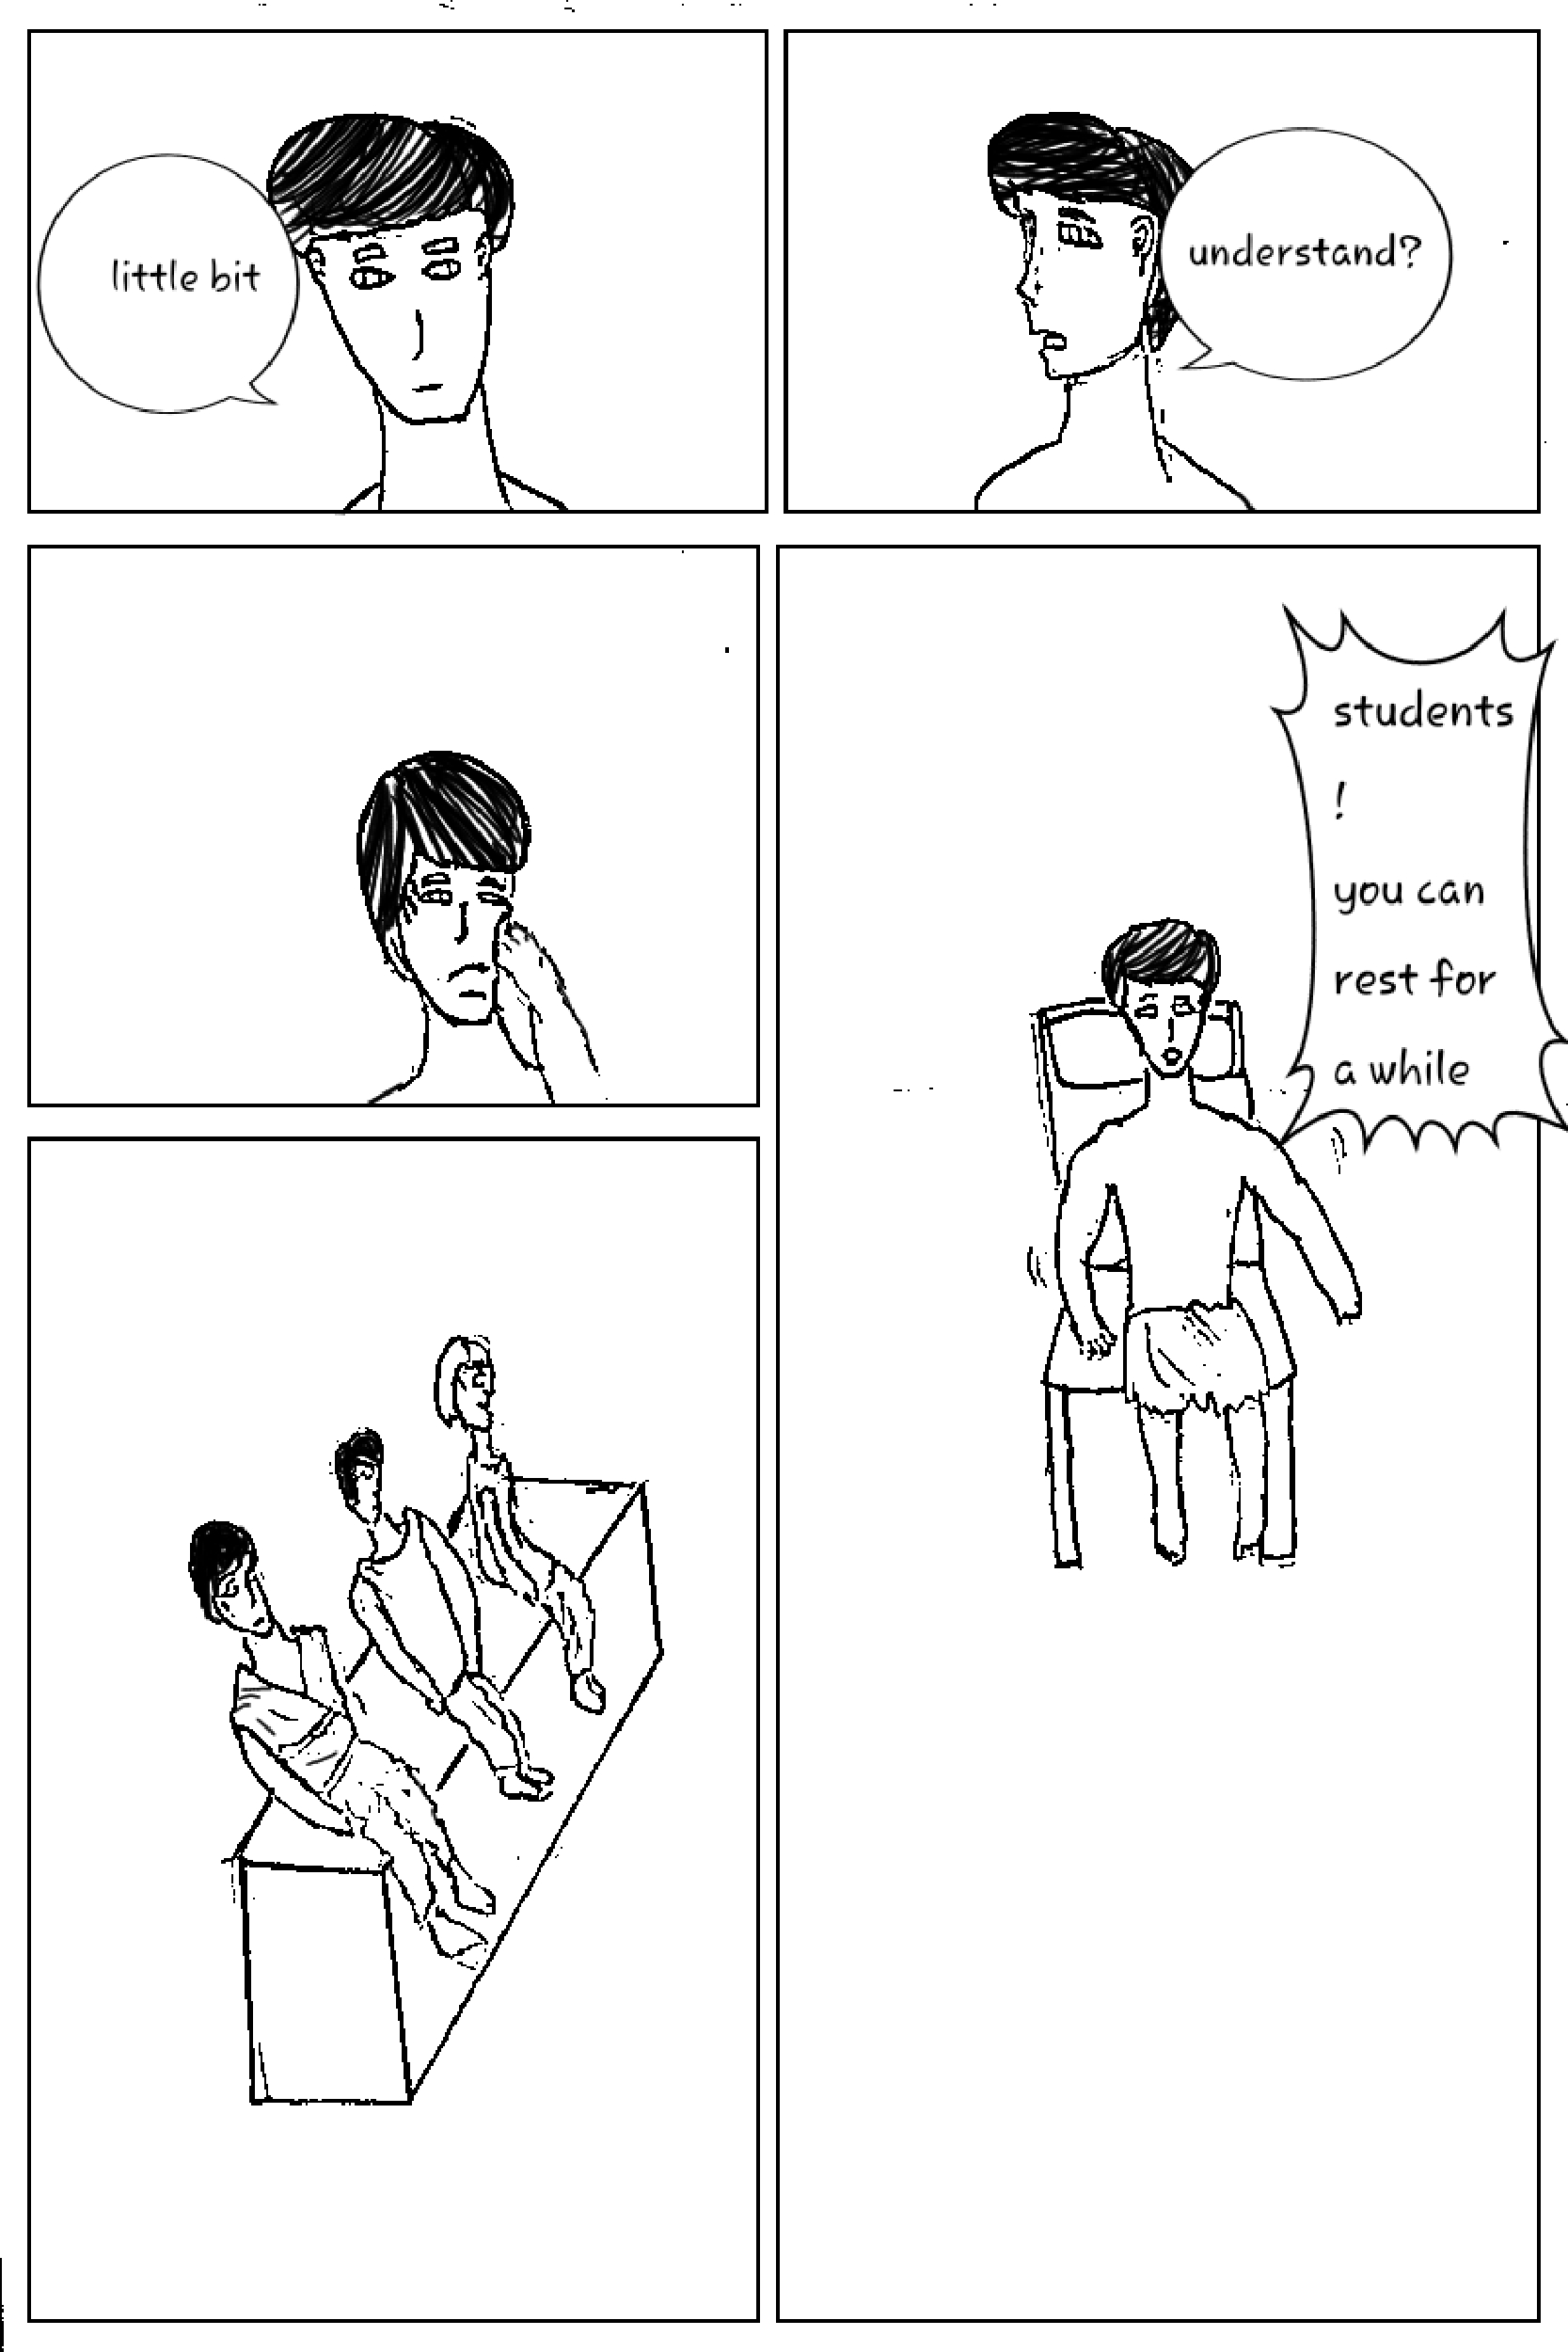 understand?
little bit
students
!
you can
rest for
a while